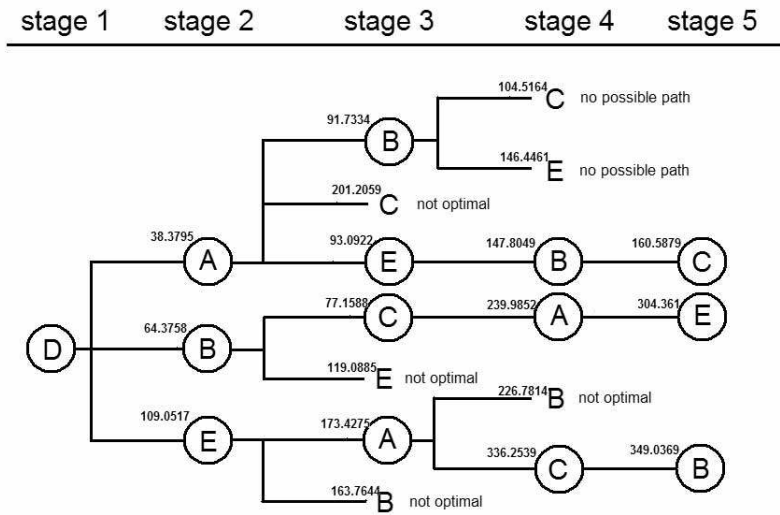 stage 1 stage 2 stage 3 stage 4 stage 5
104.5164 C no possible path
91.7334 B
146.4461 E no possible path
201.2059 C not optimal
38.3795 A 93.0922 E 147.8049 B 160.5879 C
77.1588 C 239.9852 A 304.361 E
D 64.3758 B
119.0885 E not optimal
226.7814 B not optimal
109.0517 E 173.4275 A
336.2539 C 349.0369 B
163.7644 B not optimal